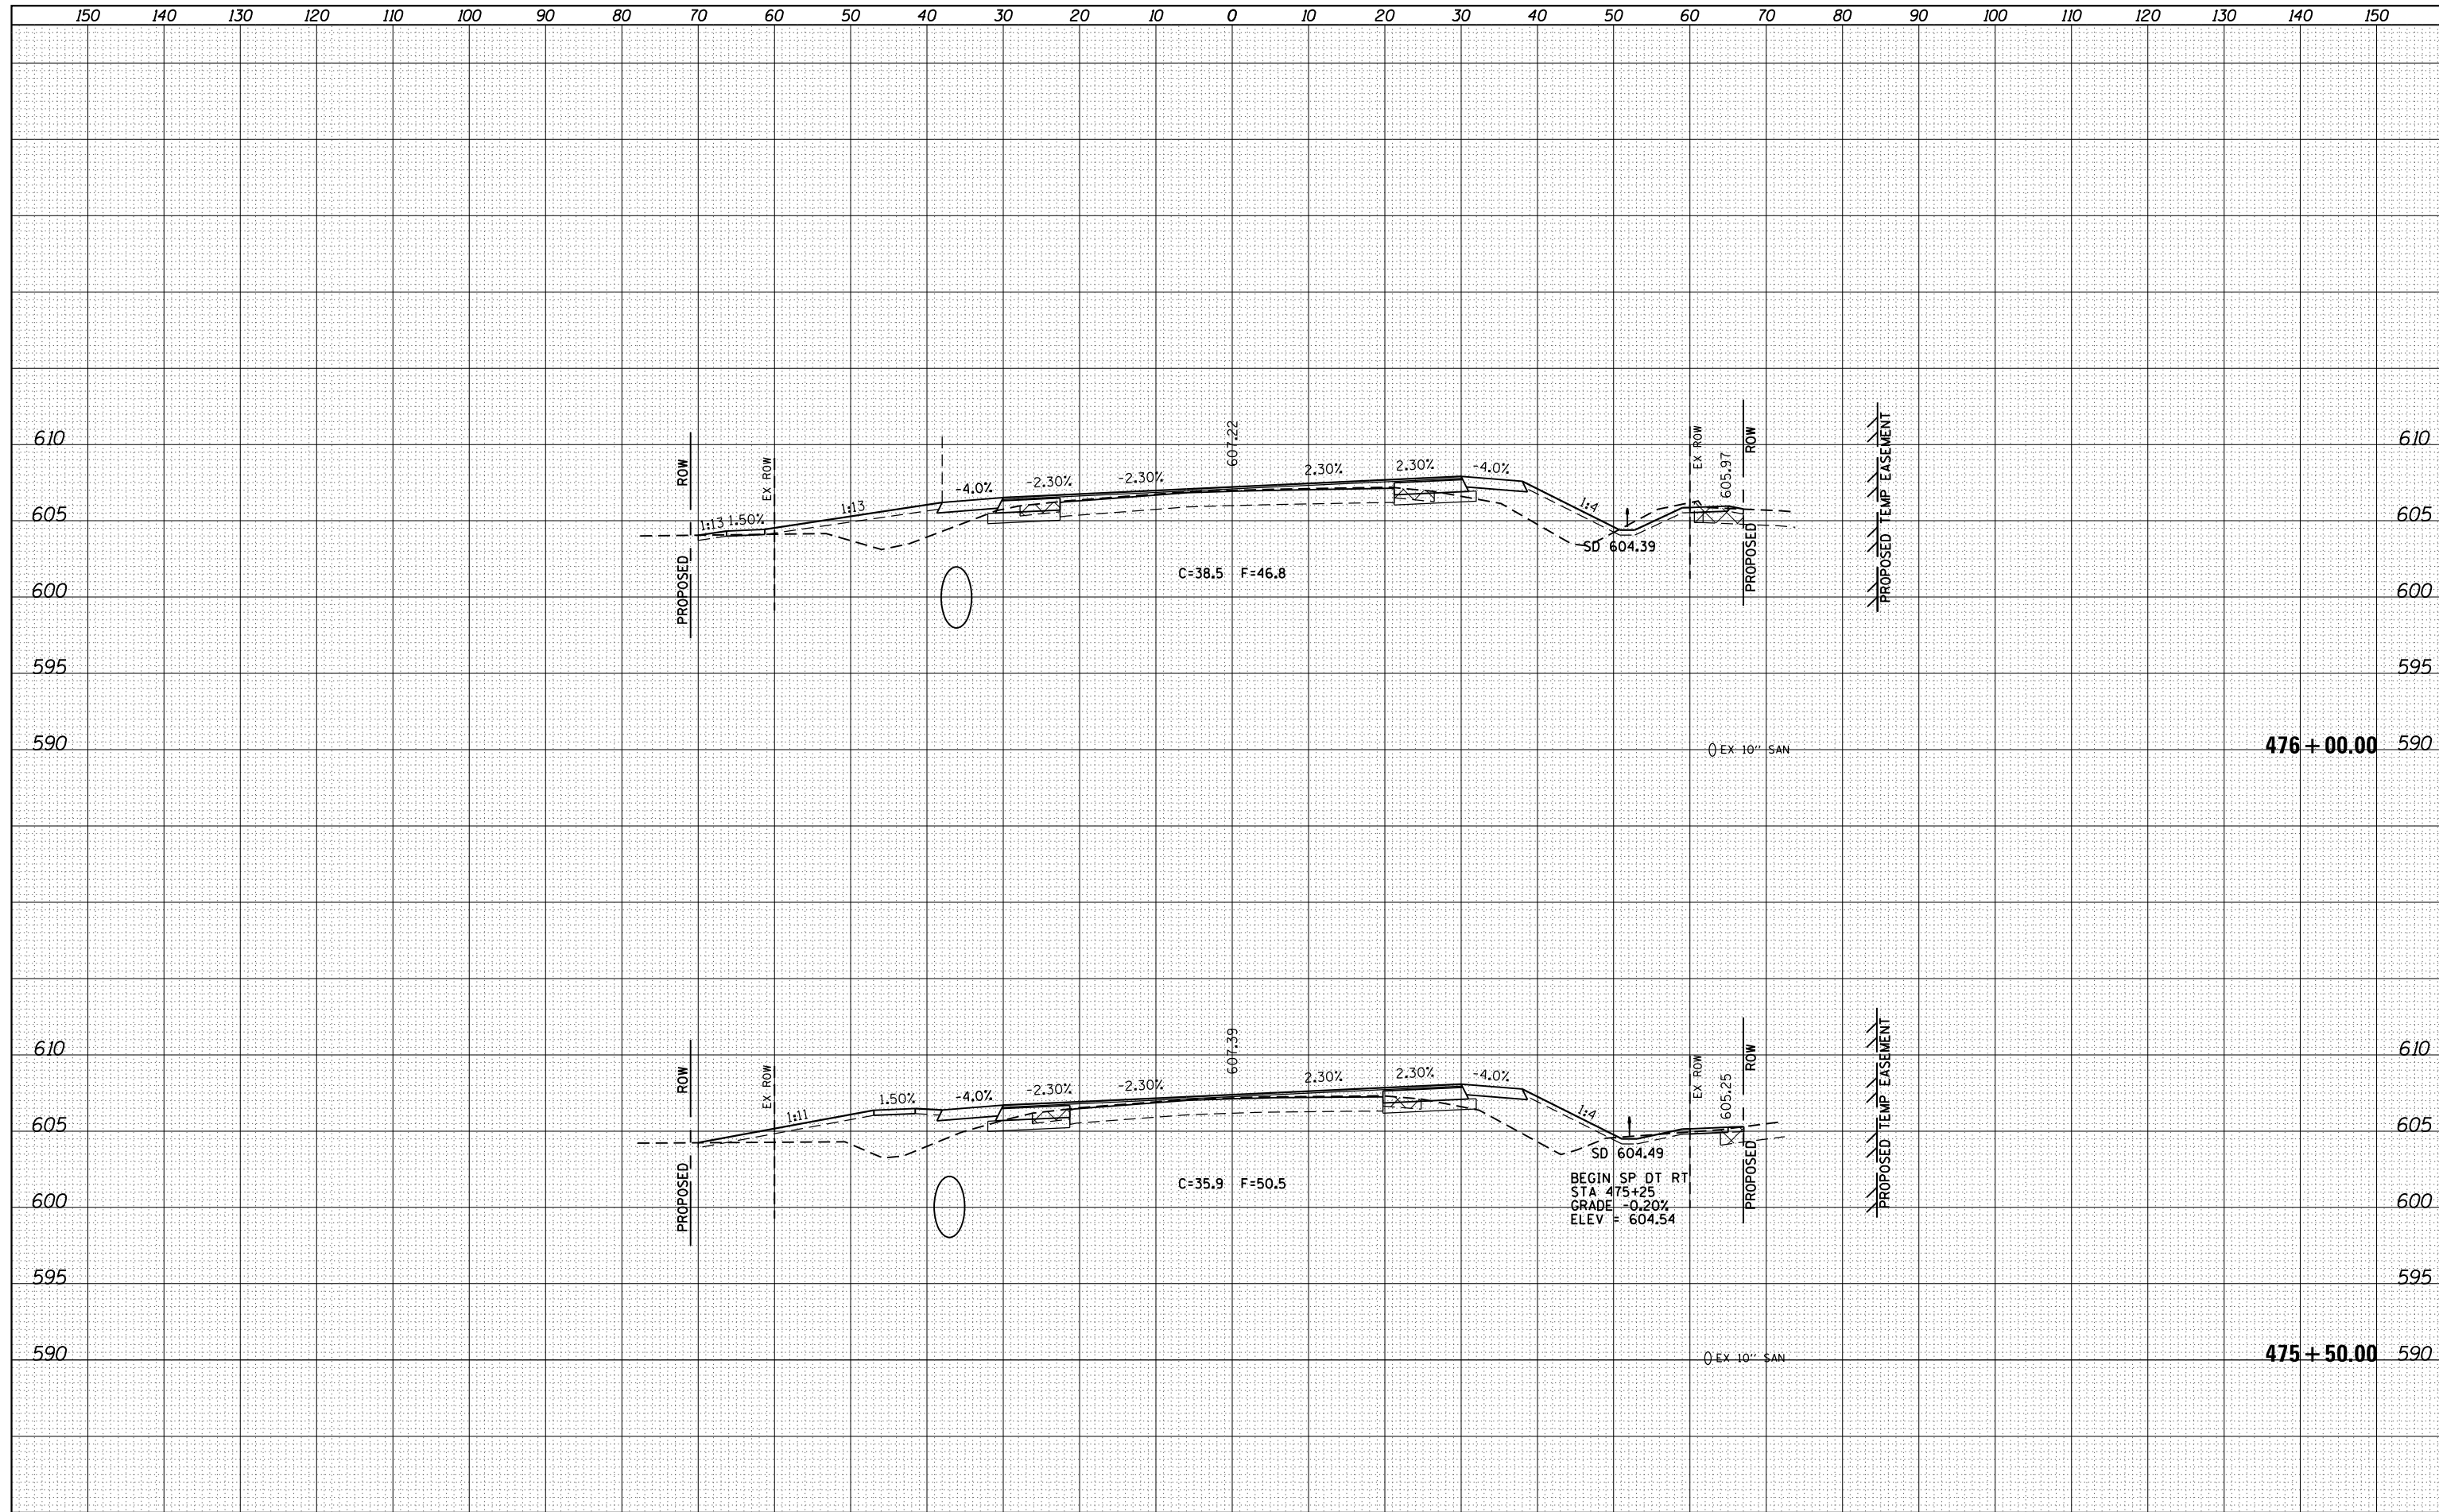 150 140 130 120 110 100 90 80 70 60 50 40 30 20 10 0 10 20 30 40 50 60 70 80 90 100 110 120 130 140 150
610
605
600
595
590
ROW
PROPOSED
EX ROW
1:13
1.50%
1:13
-4.0%
-2.30%
-2.30%
607.22
2.30%
2.30%
-4.0%
1:4
SD 604.39
C=38.5 F=46.8
EX ROW
605.97
ROW
PROPOSED
PROPOSED TEMP EASEMENT
EX 10" SAN
476+00.00
610
605
600
595
590
610
605
600
595
590
ROW
PROPOSED
EX ROW
1:11
1.50%
-4.0%
-2.30%
-2.30%
607.39
2.30%
2.30%
-4.0%
1:4
SD 604.49
BEGIN SP DT RT
STA 475+25
GRADE -0.20%
ELEV = 604.54
C=35.9 F=50.5
EX ROW
605.25
ROW
PROPOSED
PROPOSED TEMP EASEMENT
EX 10" SAN
475+50.00
610
605
600
595
590